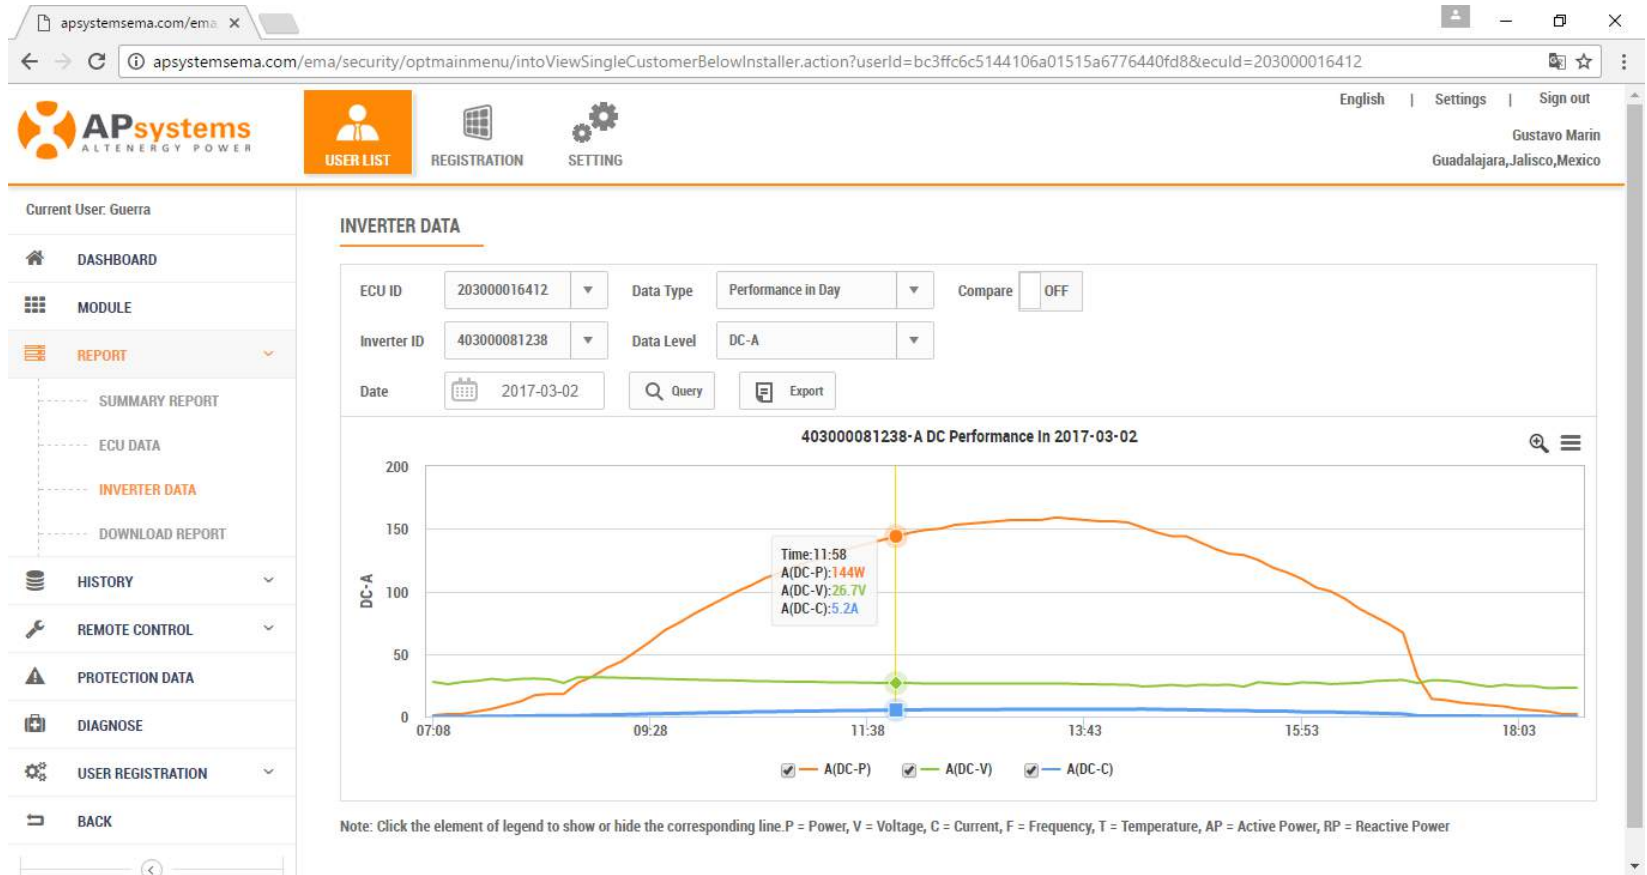 apsystemsema.com/ema
apsystemsema.com/ema/security/optmainmenu/intoViewSingleCustomerBelowInstaller.action?userId=bc3ffc6c5144106a01515a6776440fd8&ecuId=203000016412
APsystems
ALTENERGY POWER
USER LIST
REGISTRATION
SETTING
English | Settings | Sign out
Gustavo Marin
Guadalajara,Jalisco,Mexico
Current User: Guerra
DASHBOARD
MODULE
REPORT
SUMMARY REPORT
ECU DATA
INVERTER DATA
DOWNLOAD REPORT
HISTORY
REMOTE CONTROL
PROTECTION DATA
DIAGNOSE
USER REGISTRATION
BACK
INVERTER DATA
ECU ID 203000016412 Data Type Performance in Day Compare OFF
Inverter ID 403000081238 Data Level DC-A
Date 2017-03-02 Query Export
403000081238-A DC Performance In 2017-03-02
200
150
100
50
0
DC-A
Time:11:58
A(DC-P):144W
A(DC-V):26.7V
A(DC-C):5.2A
07:08 09:28 11:38 13:43 15:53 18:03
A(DC-P) A(DC-V) A(DC-C)
Note: Click the element of legend to show or hide the corresponding line.P = Power, V = Voltage, C = Current, F = Frequency, T = Temperature, AP = Active Power, RP = Reactive Power